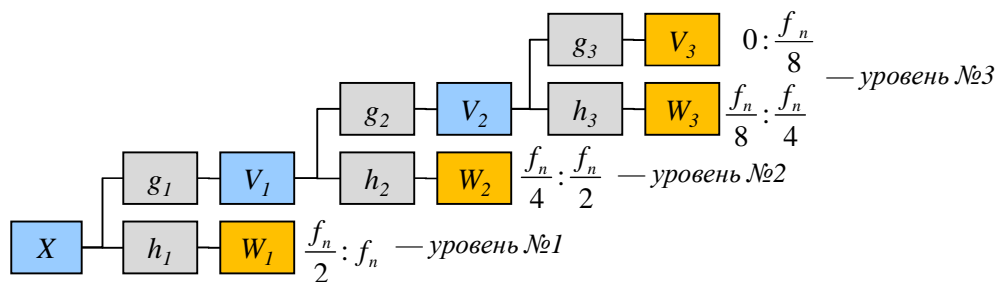 g₃ V₃ 0 : fₙ/8
— уровень №3
g₂ V₂ h₃ W₃ fₙ/8 : fₙ/4
g₁ V₁ h₂ W₂ fₙ/4 : fₙ/2 — уровень №2
X h₁ W₁ fₙ/2 : fₙ — уровень №1